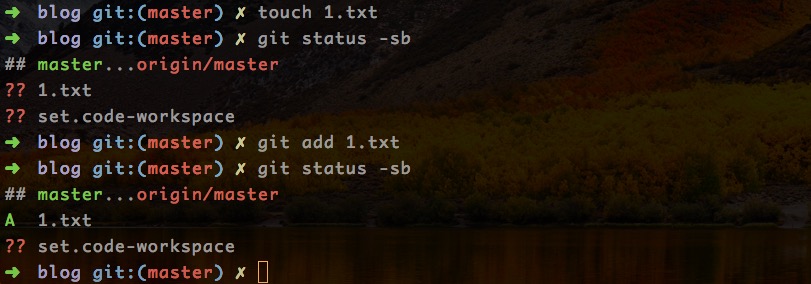 ➜ blog git:(master) ✗ touch 1.txt
➜ blog git:(master) ✗ git status -sb
## master...origin/master
?? 1.txt
?? set.code-workspace
➜ blog git:(master) ✗ git add 1.txt
➜ blog git:(master) ✗ git status -sb
## master...origin/master
A  1.txt
?? set.code-workspace
➜ blog git:(master) ✗